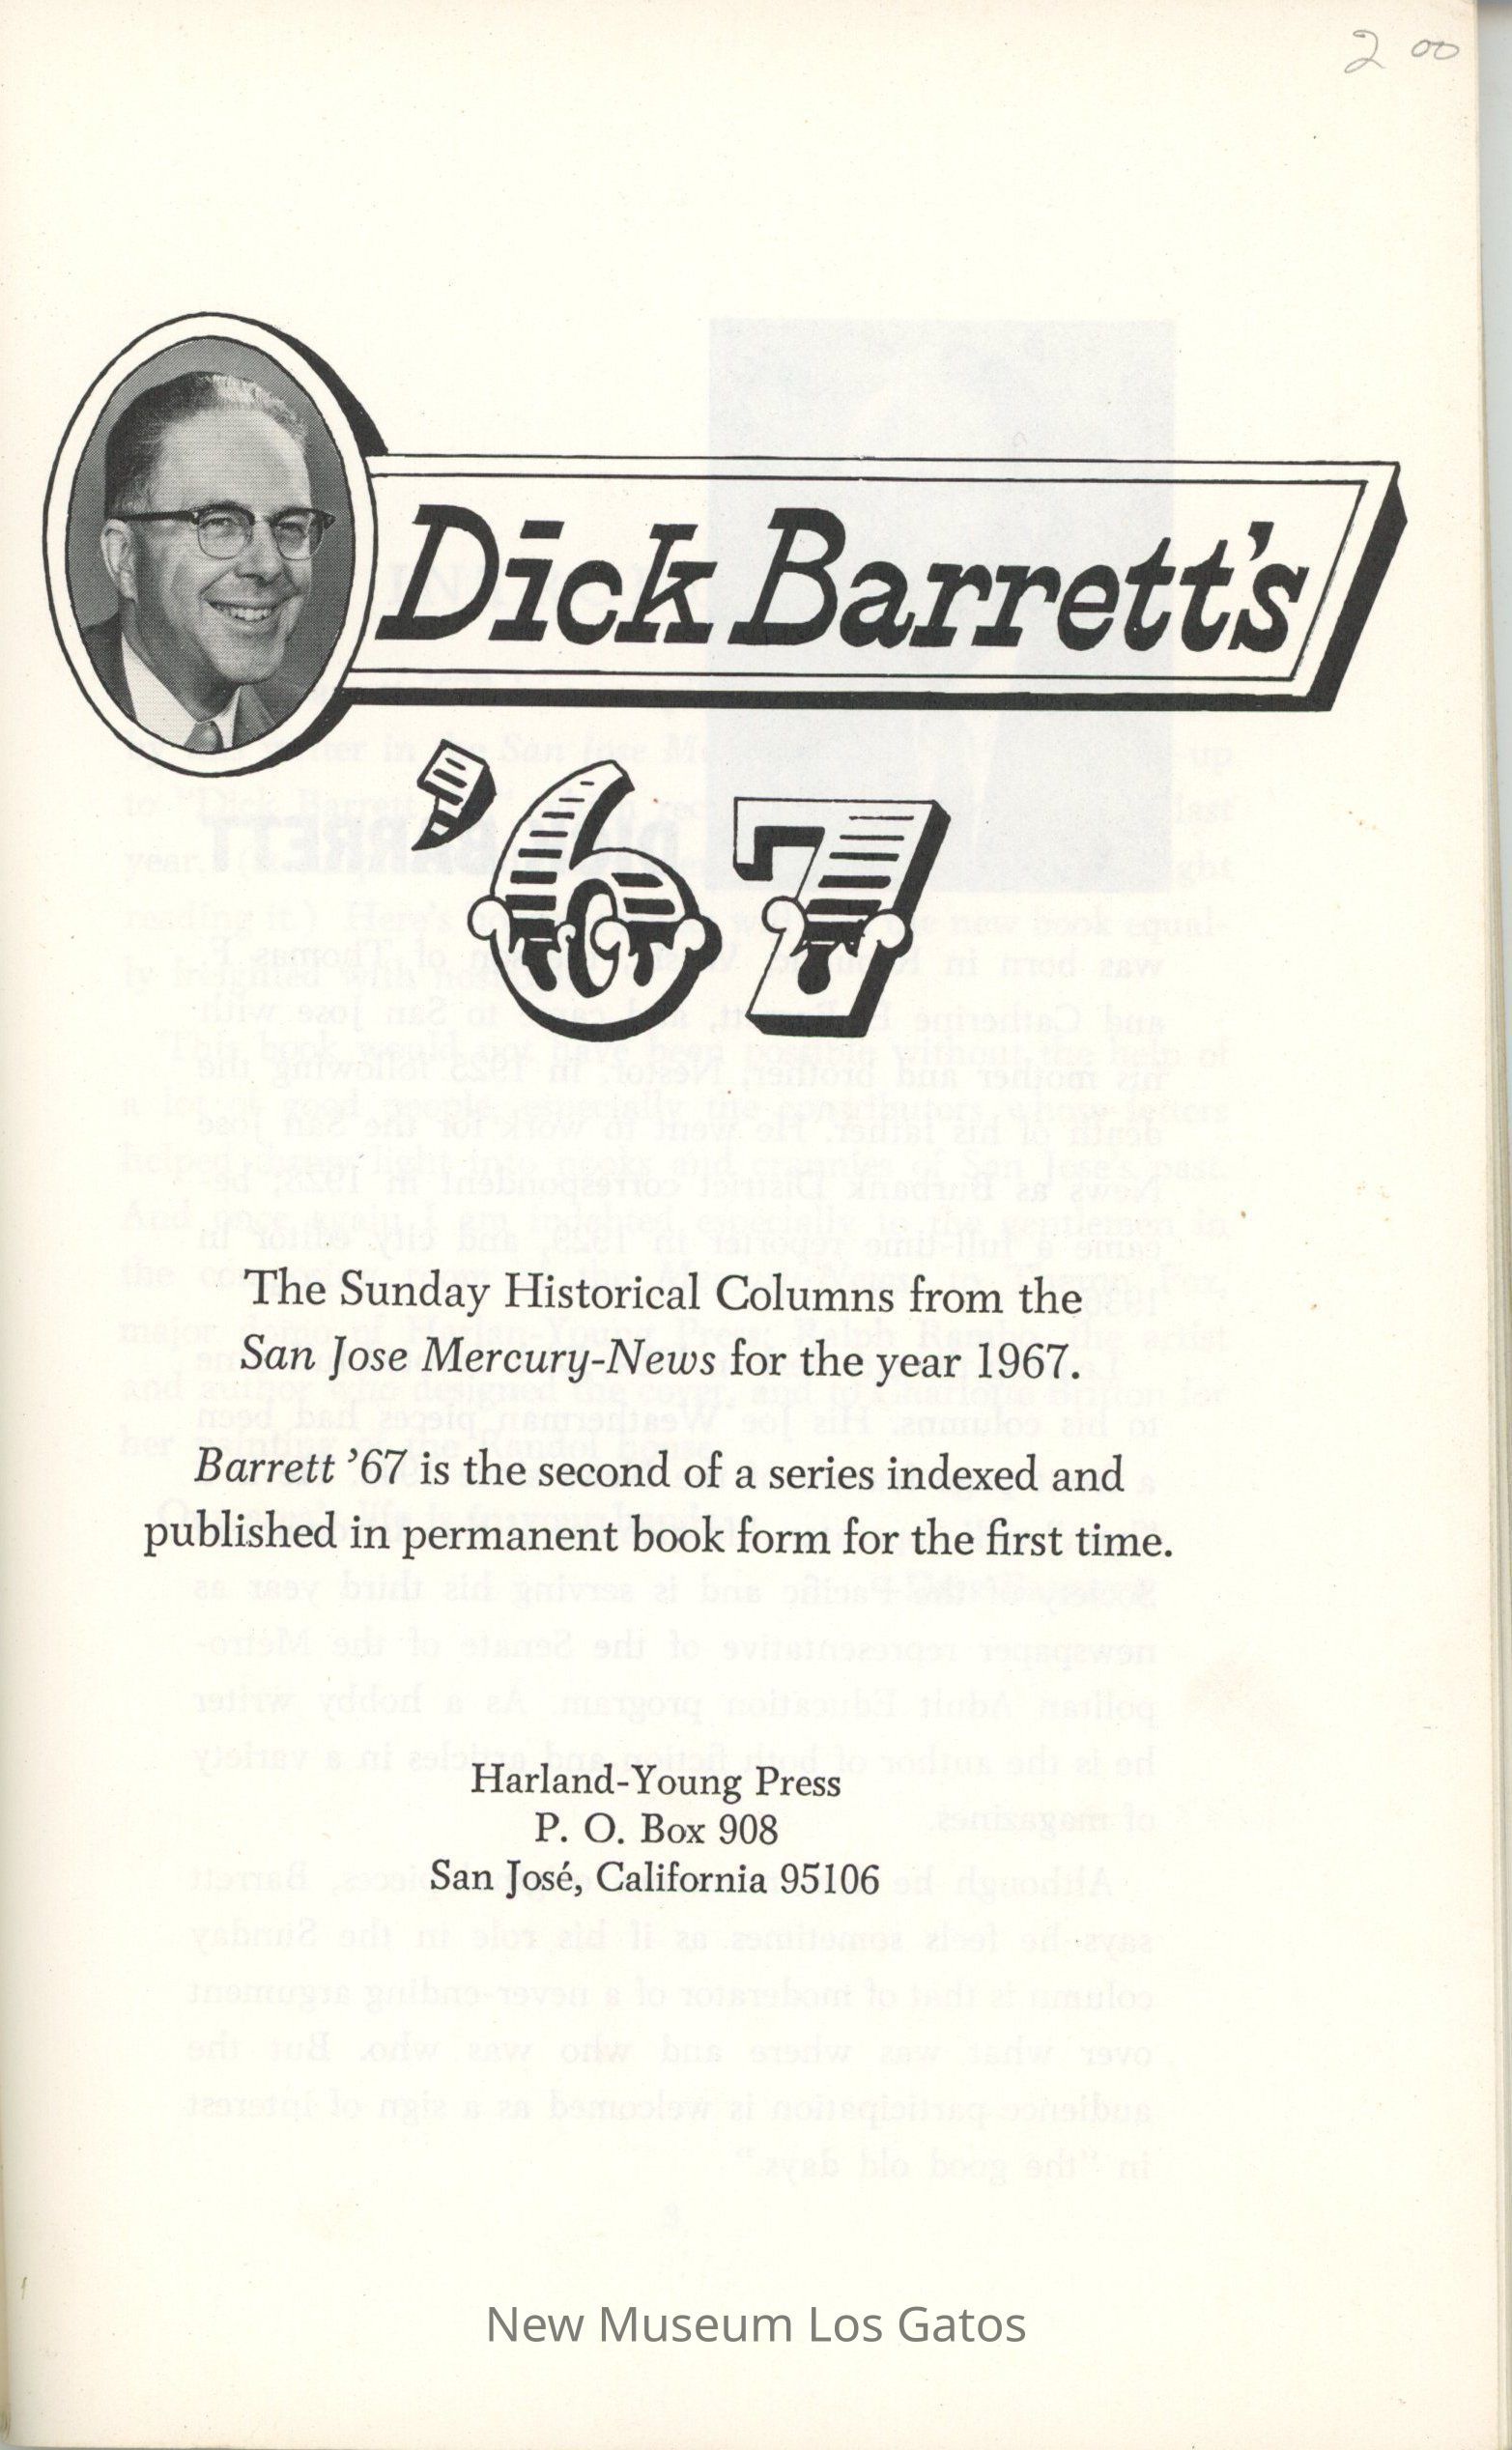 2 00
Dick Barrett's
'67
The Sunday Historical Columns from the
San Jose Mercury-News for the year 1967.
Barrett '67 is the second of a series indexed and
published in permanent book form for the first time.
Harland-Young Press
P. O. Box 908
San José, California 95106
New Museum Los Gatos